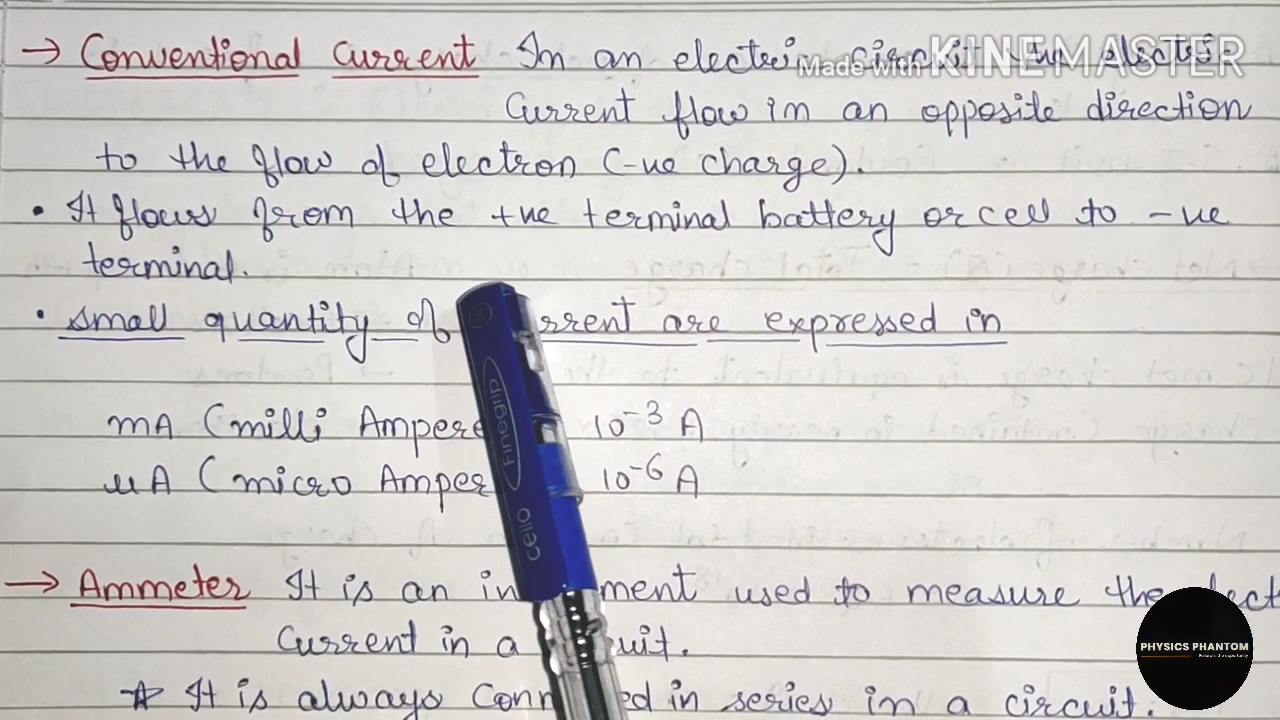 → Conventional Current In an electric circuit the electric
Made with KINEMASTER
Current flow in an opposite direction
to the flow of electron (-ve charge).
• It flows from the +ve terminal battery or cell to -ve
terminal.
• small quantity of rrent are expressed in
mA (milli Ampere 10⁻³ A
μA (micro Amper 10⁻⁶ A
→ Ammeter It is an in ment used to measure the lect
Current in a uit.
☆ It is always Conn ed in series in a circuit.
PHYSICS PHANTOM
cello Finegrip